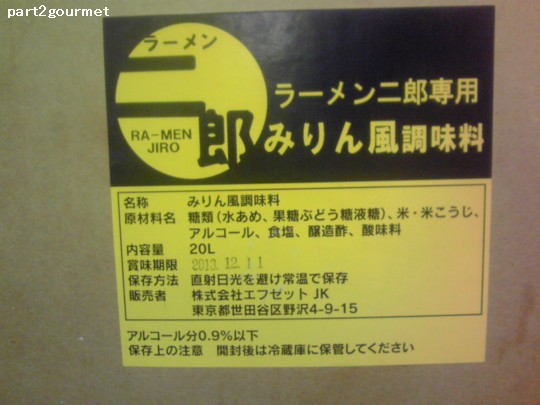 part2gourmet
ラーメン
二郎
RA-MEN
JIRO
ラーメン二郎専用
みりん風調味料
名称 みりん風調味料
原材料名 糖類(水あめ、果糖ぶどう糖液糖)、米・米こうじ、
アルコール、食塩、醸造酢、酸味料
内容量 20L
賞味期限 2013.12.11
保存方法 直射日光を避け常温で保存
販売者 株式会社エフゼット JK
東京都世田谷区野沢4-9-15
アルコール分0.9%以下
保存上の注意 開封後は冷蔵庫に保管してください